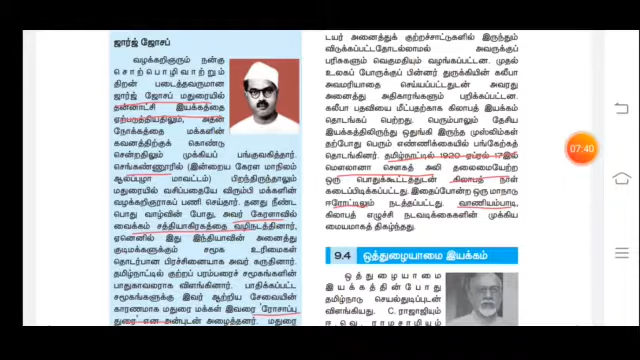 ஜார்ஜ் ஜோசப்
வழக்கறிஞரும் நன்கு
சொற்பொழிவாற்றும்
திறன் படைத்தவருமான
ஜார்ஜ் ஜோசப் மதுரையில்
தன்னாட்சி இயக்கத்தை
ஏற்படுத்தியதிலும், அதன்
நோக்கத்தை மக்களின்
கவனத்திற்குக் கொண்டு
சென்றதிலும் முக்கியப் பங்குவகித்தார்.
செங்கண்ணூரில் (இன்றைய கேரள மாநிலம்
ஆலப்புழா மாவட்டம்) பிறந்திருந்தாலும்
மதுரையில் வசிப்பதையே விரும்பி மக்களின்
வழக்கறிஞராகப் பணி செய்தார். தனது நீண்ட
பொது வாழ்வின் போது, அவர் கேரளாவில்
வைக்கம் சத்தியாகிரகத்தை வழிநடத்தினார்,
ஏனெனில் இது இந்தியாவின் அனைத்து
குடிமக்களுக்கும் சமூக உரிமைகள்
தொடர்பான பிரச்சினையாக அவர் கருதினார்.
தமிழ்நாட்டில் குற்றப் பரம்பரைச் சமூகங்களின்
பாதுகாவலராக விளங்கினார். பாதிக்கப்பட்ட
சமூகங்களுக்கு இவர் ஆற்றிய சேவையின்
காரணமாக மதுரை மக்கள் இவரை 'ரோசாப்பு
துரை' என அன்புடன் அழைத்தனர். மதுரை
டயர் அனைத்துக் குற்றச்சாட்டுகளில் இருந்தும்
விடுக்கப்பட்டதோடல்லாமல் அவருக்குப்
பரிசுகளும் வெகுமதியும் வழங்கப்பட்டன. முதல்
உலகப் போருக்குப் பின்னர் துருக்கியின் கலீபா
அவமரியாதை செய்யப்பட்டதுடன் அவரது
அனைத்து அதிகாரங்களும் பறிக்கப்பட்டன.
கலீபா பதவியை மீட்பதற்காக கிலாபத் இயக்கம்
தொடங்கப் பெற்றது. பெரும்பாலும் தேசிய
இயக்கத்திலிருந்து ஒதுங்கி இருந்த முஸ்லிம்கள்
தற்போது பெரும் எண்ணிக்கையில் பங்கேற்கத்
தொடங்கினர். தமிழ்நாட்டில் 1920 ஏப்ரல் 17இல்
மௌலானா சௌகத் அலி தலைமையேற்ற
ஒரு பொதுக்கூட்டத்துடன் கிலாபத் நாள்
கடைப்பிடிக்கப்பட்டது. இதைப்போன்ற ஒரு மாநாடு
ஈரோட்டிலும் நடத்தப்பட்டது. வாணியம்பாடி,
கிலாபத் எழுச்சி நடவடிக்கைகளின் முக்கிய
மையமாகத் திகழ்ந்தது.
07:40
9.4 ஒத்துழையாமை இயக்கம்
ஒத்துழையாமை
இயக்கத்தின் போது
தமிழ்நாடு செயல்துடிப்புடன்
விளங்கியது. C. ராஜாஜியும்
ஈ. வெ. ராமசாமியும்